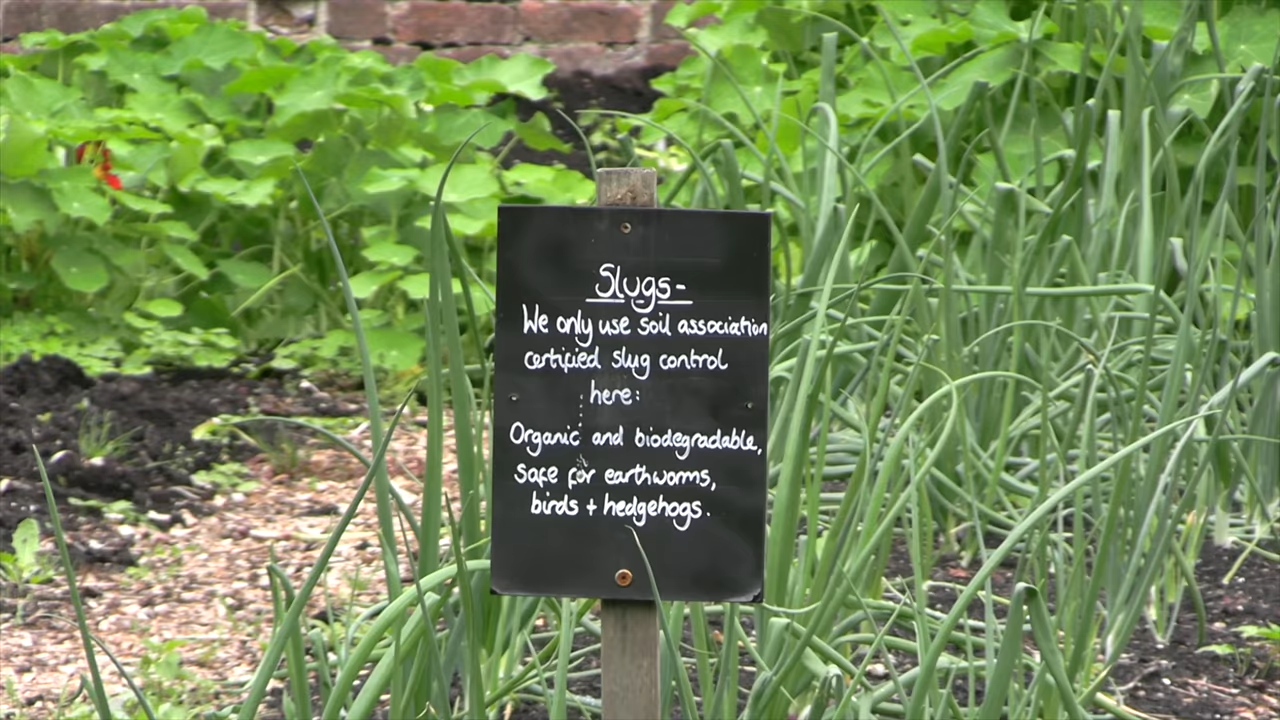 Slugs-
We only use soil association
certified slug control
here:
Organic and biodegradable,
safe for earthworms,
birds + hedgehogs.